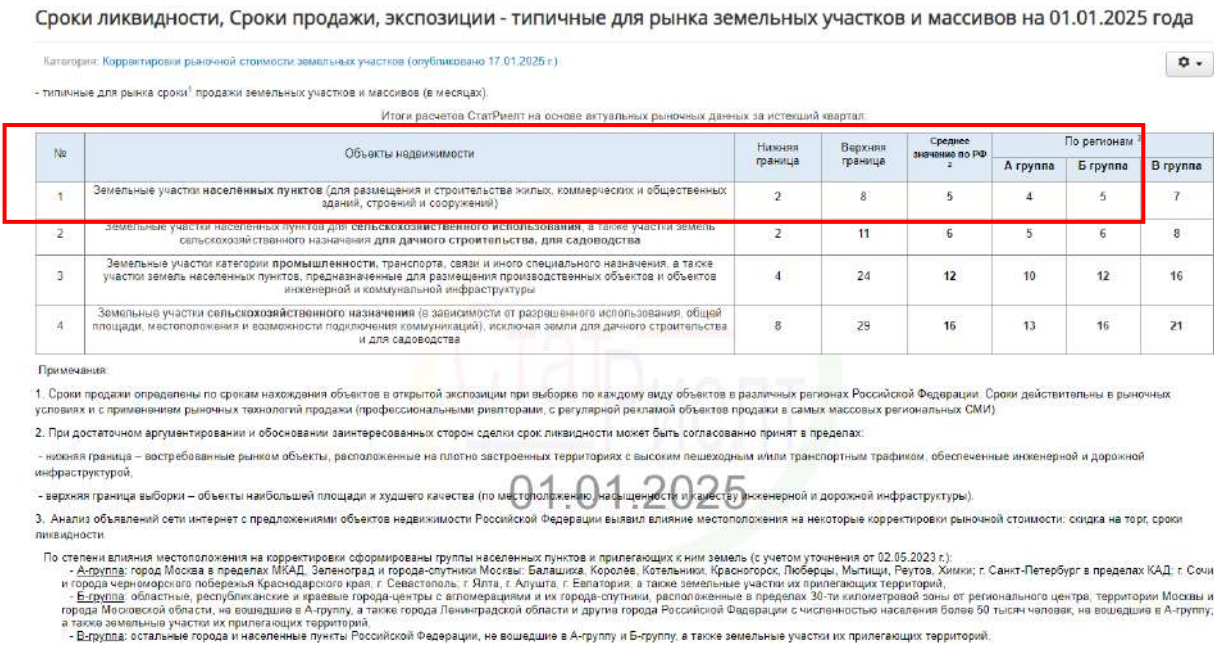 Сроки ликвидности, Сроки продажи, экспозиции - типичные для рынка земельных участков и массивов на 01.01.2025 года
Категория: Корректировки рыночной стоимости земельных участков (опубликовано 17.01.2025 г.)
- типичные для рынка сроки¹ продажи земельных участков и массивов (в месяцах).
Итоги расчетов СтатРиелт на основе актуальных рыночных данных за истекший квартал.
№ Объекты недвижимости Нижняя граница Верхняя граница Среднее значение по РФ ² По регионам ³
А группа Б группа В группа
1 Земельные участки населённых пунктов (для размещения и строительства жилых, коммерческих и общественных
зданий, строений и сооружений) 2 8 5 4 5 7
2 Земельные участки населенных пунктов для сельскохозяйственного использования, а также участки земель
сельскохозяйственного назначения для дачного строительства, для садоводства 2 11 6 5 6 8
3 Земельные участки категории промышленности, транспорта, связи и иного специального назначения, а также
участки земель населенных пунктов, предназначенные для размещения производственных объектов и объектов
инженерной и коммунальной инфраструктуры 4 24 12 10 12 16
4 Земельные участки сельскохозяйственного назначения (в зависимости от разрешенного использования, общей
площади, местоположения и возможности подключения коммуникаций), исключая земли для дачного строительства
и для садоводства 8 29 16 13 16 21
СтатРиелт
Примечания:
1. Сроки продажи определены по срокам нахождения объектов в открытой экспозиции при выборке по каждому виду объектов в различных регионах Российской Федерации. Сроки действительны в рыночных
условиях и с применением рыночных технологий продажи (профессиональными риелторами, с регулярной рекламой объектов продажи в самых массовых региональных СМИ).
2. При достаточном аргументировании и обосновании заинтересованных сторон сделки срок ликвидности может быть согласованно принят в пределах:
- нижняя граница – востребованные рынком объекты, расположенные на плотно застроенных территориях с высоким пешеходным и/или транспортным трафиком, обеспеченные инженерной и дорожной
инфраструктурой,
- верхняя граница выборки – объекты наибольшей площади и худшего качества (по местоположению, насыщенности и качеству инженерной и дорожной инфраструктуры).
01.01.2025
3. Анализ объявлений сети интернет с предложениями объектов недвижимости Российской Федерации выявил влияние местоположения на некоторые корректировки рыночной стоимости: скидка на торг, сроки
ликвидности.
По степени влияния местоположения на корректировки сформированы группы населенных пунктов и прилегающих к ним земель (с учетом уточнения от 02.05.2023 г.):
- А-группа: город Москва в пределах МКАД, Зеленоград и города-спутники Москвы: Балашиха, Королев, Котельники, Красногорск, Люберцы, Мытищи, Реутов, Химки; г. Санкт-Петербург в пределах КАД; г. Сочи
и города черноморского побережья Краснодарского края; г. Севастополь; г. Ялта, г. Алушта, г. Евпатория, а также земельные участки их прилегающих территорий,
- Б-группа: областные, республиканские и краевые города-центры с агломерациями и их города-спутники, расположенные в пределах 30-ти километровой зоны от регионального центра, территории Москвы и
города Московской области, не вошедшие в А-группу, а также города Ленинградской области и другие города Российской Федерации с численностью населения более 50 тысяч человек, не вошедшие в А-группу;
а также земельные участки их прилегающих территорий.
- В-группа: остальные города и населенные пункты Российской Федерации, не вошедшие в А-группу и Б-группу, а также земельные участки их прилегающих территорий.